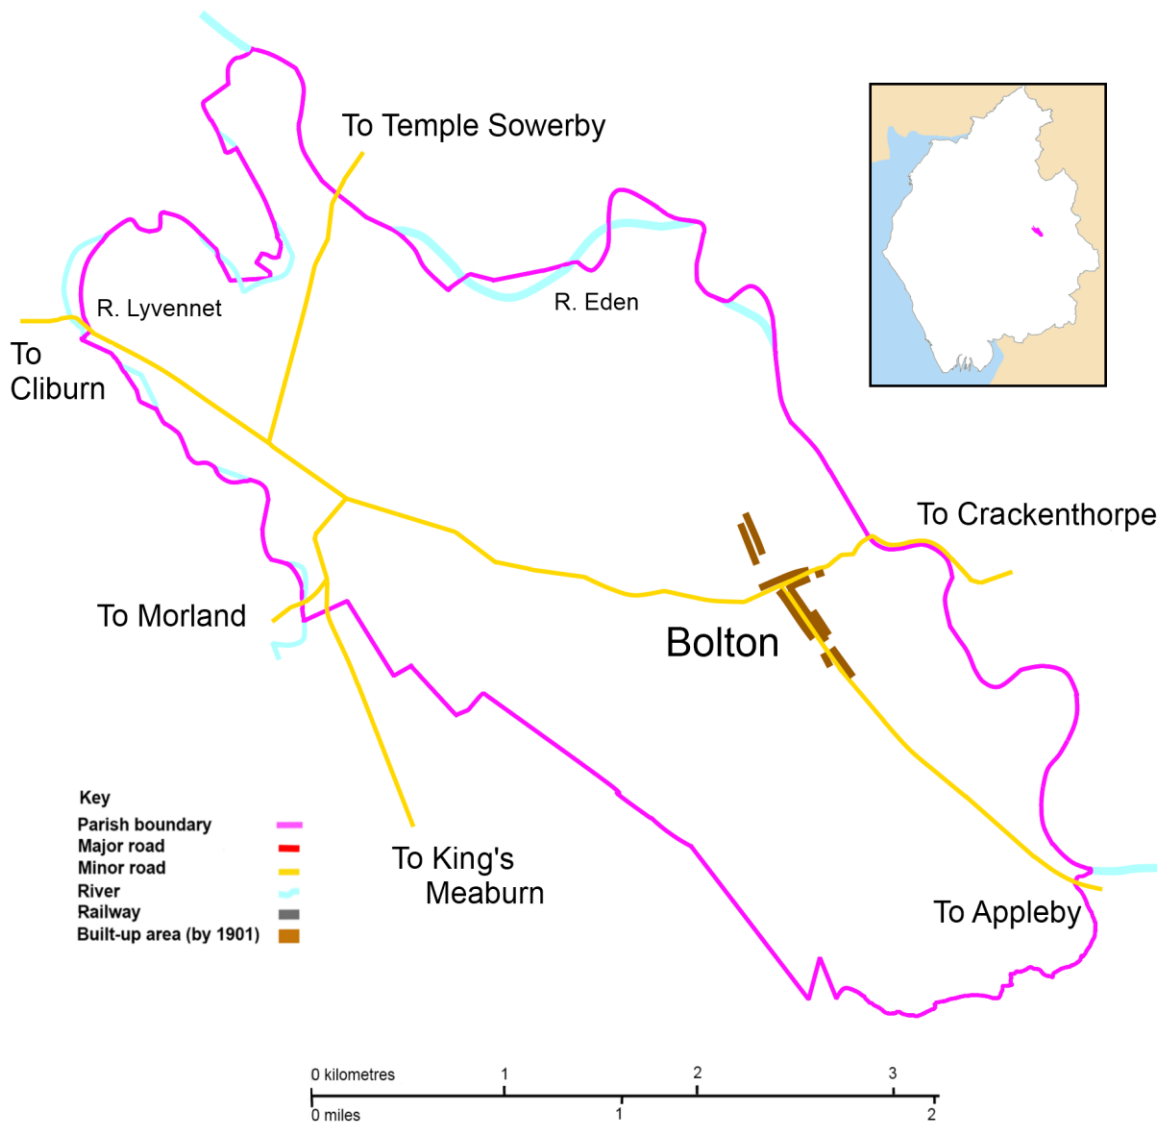 To Temple Sowerby
R. Lyvennet
R. Eden
To
Cliburn
To Crackenthorpe
To Morland
Bolton
Key
Parish boundary
Major road
Minor road
River
Railway
Built-up area (by 1901)
To King's
Meaburn
To Appleby
0 kilometres 1 2 3
0 miles 1 2